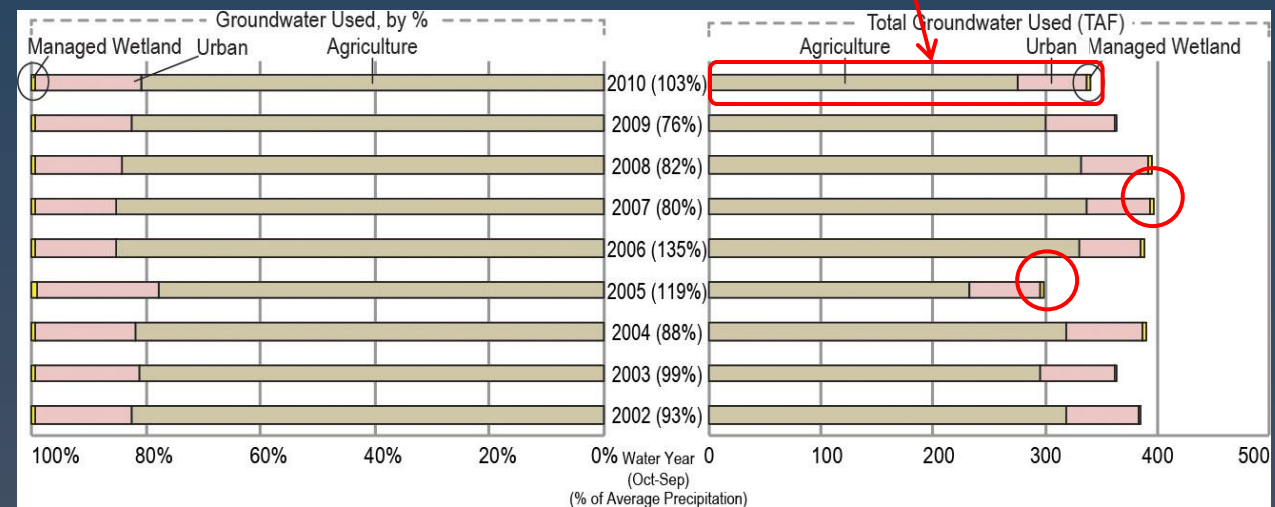 Groundwater Used, by %
Total Groundwater Used (TAF)
Managed Wetland Urban Agriculture
Agriculture Urban Managed Wetland
2010 (103%)
2009 (76%)
2008 (82%)
2007 (80%)
2006 (135%)
2005 (119%)
2004 (88%)
2003 (99%)
2002 (93%)
100% 80% 60% 40% 20% 0% Water Year 0 100 200 300 400 500
(Oct-Sep)
(% of Average Precipitation)